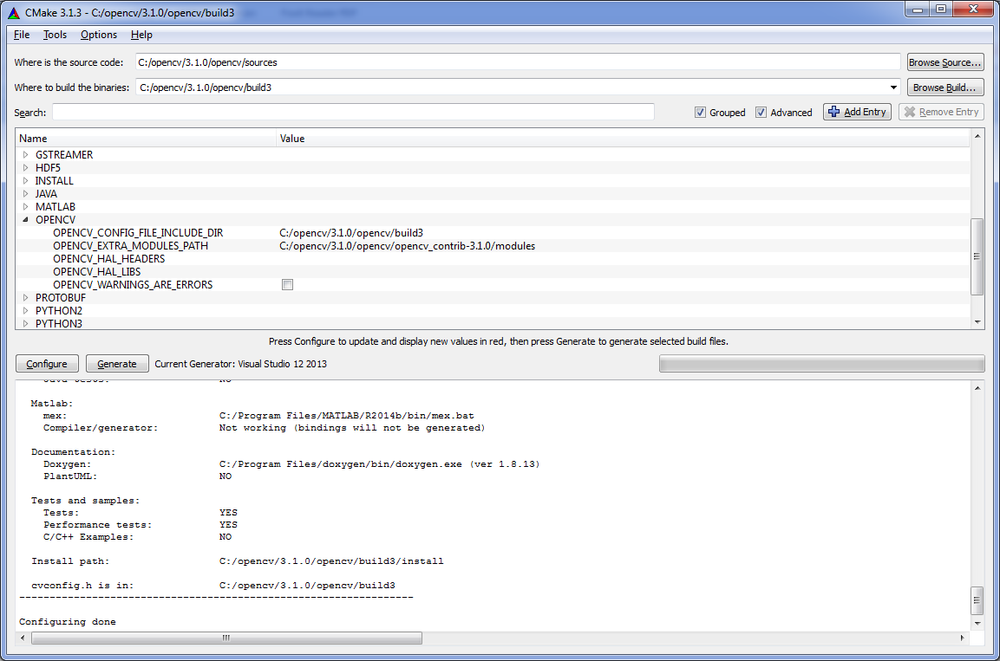 CMake 3.1.3 - C:/opencv/3.1.0/opencv/build3
File Tools Options Help
Where is the source code: C:/opencv/3.1.0/opencv/sources Browse Source...
Where to build the binaries: C:/opencv/3.1.0/opencv/build3 Browse Build...
Search: Grouped Advanced Add Entry Remove Entry
Name Value
GSTREAMER
HDF5
INSTALL
JAVA
MATLAB
OPENCV
OPENCV_CONFIG_FILE_INCLUDE_DIR C:/opencv/3.1.0/opencv/build3
OPENCV_EXTRA_MODULES_PATH C:/opencv/3.1.0/opencv/opencv_contrib-3.1.0/modules
OPENCV_HAL_HEADERS
OPENCV_HAL_LIBS
OPENCV_WARNINGS_ARE_ERRORS
PROTOBUF
PYTHON2
PYTHON3
Press Configure to update and display new values in red, then press Generate to generate selected build files.
Configure Generate Current Generator: Visual Studio 12 2013
Matlab:
mex: C:/Program Files/MATLAB/R2014b/bin/mex.bat
Compiler/generator: Not working (bindings will not be generated)
Documentation:
Doxygen: C:/Program Files/doxygen/bin/doxygen.exe (ver 1.8.13)
PlantUML: NO
Tests and samples:
Tests: YES
Performance tests: YES
C/C++ Examples: NO
Install path: C:/opencv/3.1.0/opencv/build3/install
cvconfig.h is in: C:/opencv/3.1.0/opencv/build3
-----------------------------------------------------------------
Configuring done